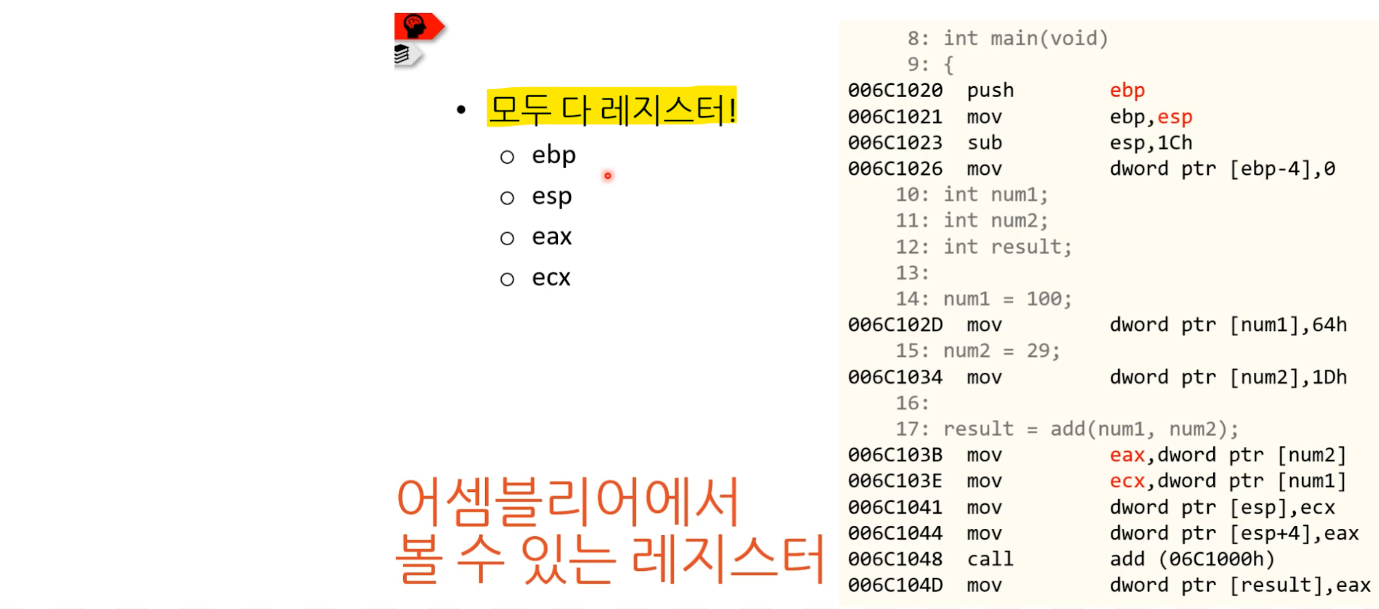 • 모두 다 레지스터!
○ ebp
○ esp
○ eax
○ ecx
어셈블리어에서
볼 수 있는 레지스터
8: int main(void)
9: {
006C1020 push ebp
006C1021 mov ebp,esp
006C1023 sub esp,1Ch
006C1026 mov dword ptr [ebp-4],0
10: int num1;
11: int num2;
12: int result;
13:
14: num1 = 100;
006C102D mov dword ptr [num1],64h
15: num2 = 29;
006C1034 mov dword ptr [num2],1Dh
16:
17: result = add(num1, num2);
006C103B mov eax,dword ptr [num2]
006C103E mov ecx,dword ptr [num1]
006C1041 mov dword ptr [esp],ecx
006C1044 mov dword ptr [esp+4],eax
006C1048 call add (06C1000h)
006C104D mov dword ptr [result],eax